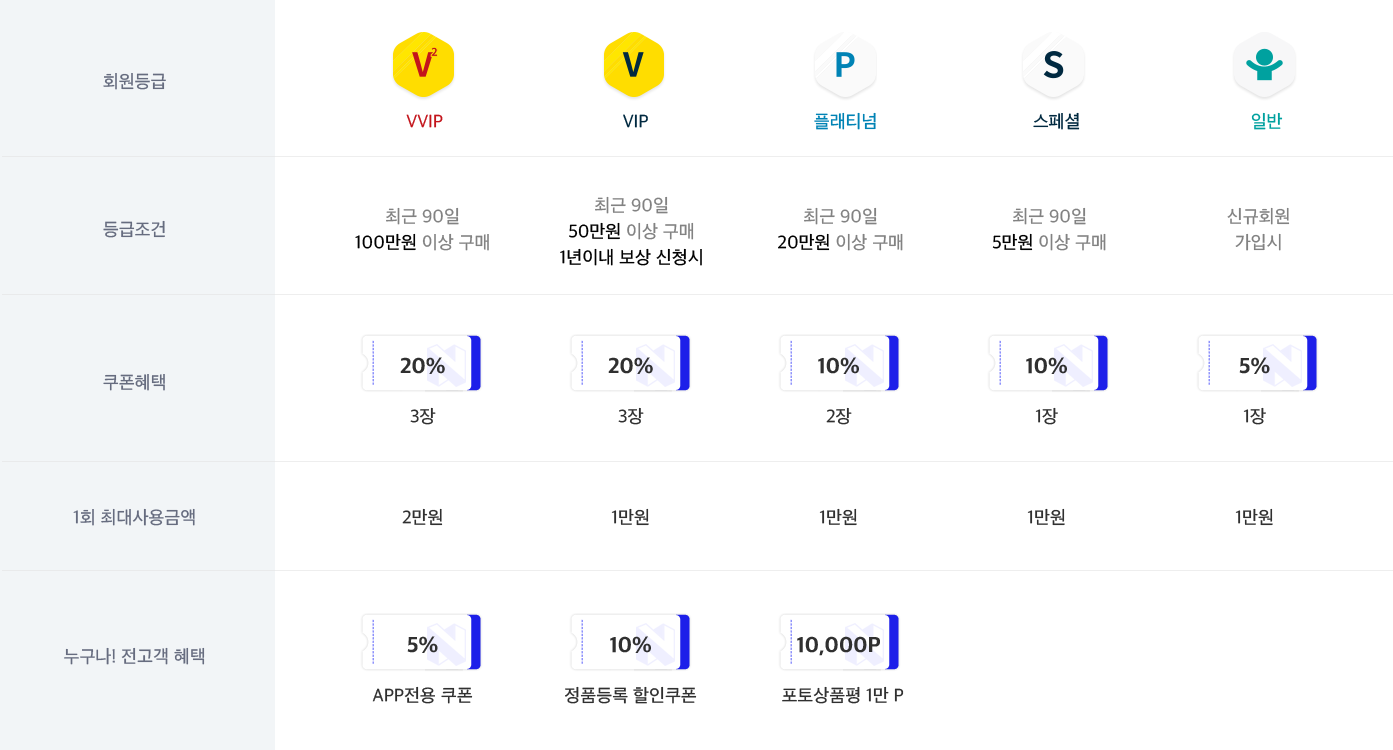 회원등급
V2
V
P
S
VVIP
VIP
플래티넘
스페셜
일반
등급조건
최근 90일
100만원 이상 구매
최근 90일
50만원 이상 구매
1년이내 보상 신청시
최근 90일
20만원 이상 구매
최근 90일
5만원 이상 구매
신규회원
가입시
쿠폰혜택
20%
3장
20%
3장
10%
2장
10%
1장
5%
1장
1회 최대사용금액
2만원
1만원
1만원
1만원
1만원
누구나! 전고객 혜택
5%
APP전용 쿠폰
10%
정품등록 할인쿠폰
10,000P
포토상품평 1만 P